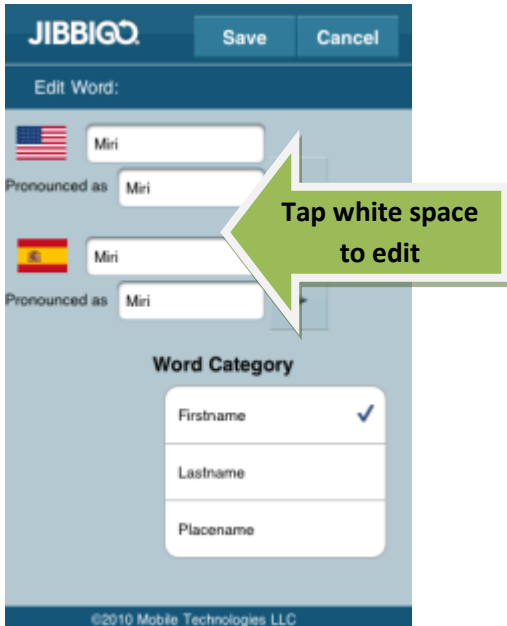 JIBBIGO. Save Cancel
Edit Word:
Miri
Pronounced as Miri
Tap white space
to edit
Miri
Pronounced as Miri
Word Category
Firstname
Lastname
Placename
©2010 Mobile Technologies LLC